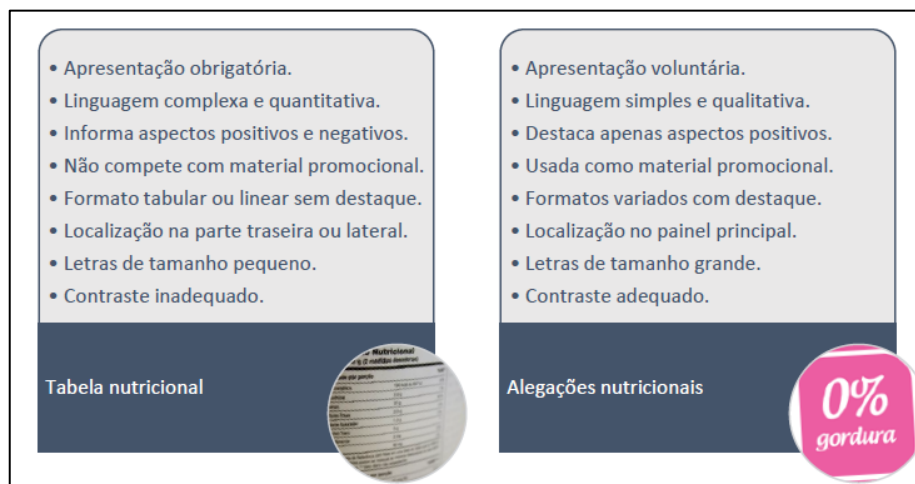 • Apresentação obrigatória.
• Linguagem complexa e quantitativa.
• Informa aspectos positivos e negativos.
• Não compete com material promocional.
• Formato tabular ou linear sem destaque.
• Localização na parte traseira ou lateral.
• Letras de tamanho pequeno.
• Contraste inadequado.
Tabela nutricional
Nutricional
• Apresentação voluntária.
• Linguagem simples e qualitativa.
• Destaca apenas aspectos positivos.
• Usada como material promocional.
• Formatos variados com destaque.
• Localização no painel principal.
• Letras de tamanho grande.
• Contraste adequado.
Alegações nutricionais
0%
gordura